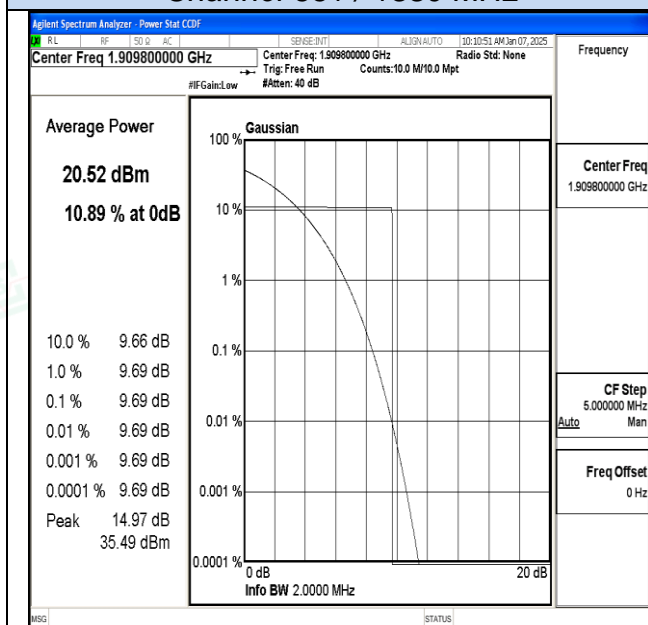 Agilent Spectrum Analyzer - Power Stat CCDF
RL RF 50 Ω AC SENSE:INT ALIGN AUTO 10:10:51 AM Jan 07, 2025
Center Freq 1.909800000 GHz
Center Freq: 1.909800000 GHz
Radio Std: None
Trig: Free Run
Counts:10.0 M/10.0 Mpt
#IFGain:Low
#Atten: 40 dB
Frequency
Average Power
20.52 dBm
10.89 % at 0dB
10.0 % 9.66 dB
1.0 % 9.69 dB
0.1 % 9.69 dB
0.01 % 9.69 dB
0.001 % 9.69 dB
0.0001 % 9.69 dB
Peak 14.97 dB
35.49 dBm
Gaussian
100 %
10 %
1 %
0.1 %
0.01 %
0.001 %
0.0001 %
0 dB
20 dB
Info BW 2.0000 MHz
Center Freq
1.909800000 GHz
CF Step
5.000000 MHz
Auto Man
Freq Offset
0 Hz
MSG
STATUS